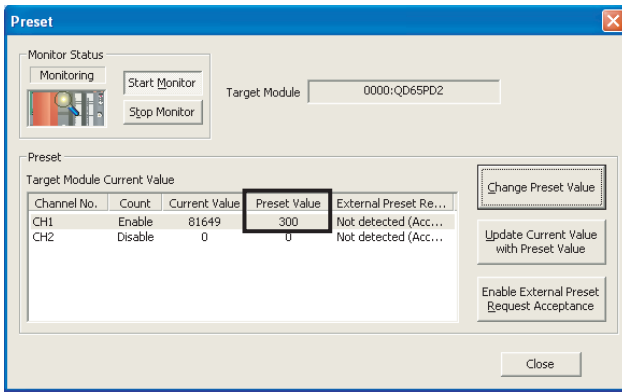 Preset
Monitor Status
Monitoring
Start Monitor
Stop Monitor
Target Module 0000:QD65PD2
Preset
Target Module Current Value
Channel No. Count Current Value Preset Value External Preset Re...
CH1 Enable 81649 300 Not detected (Acc...
CH2 Disable 0 0 Not detected (Acc...
Change Preset Value
Update Current Value
with Preset Value
Enable External Preset
Request Acceptance
Close